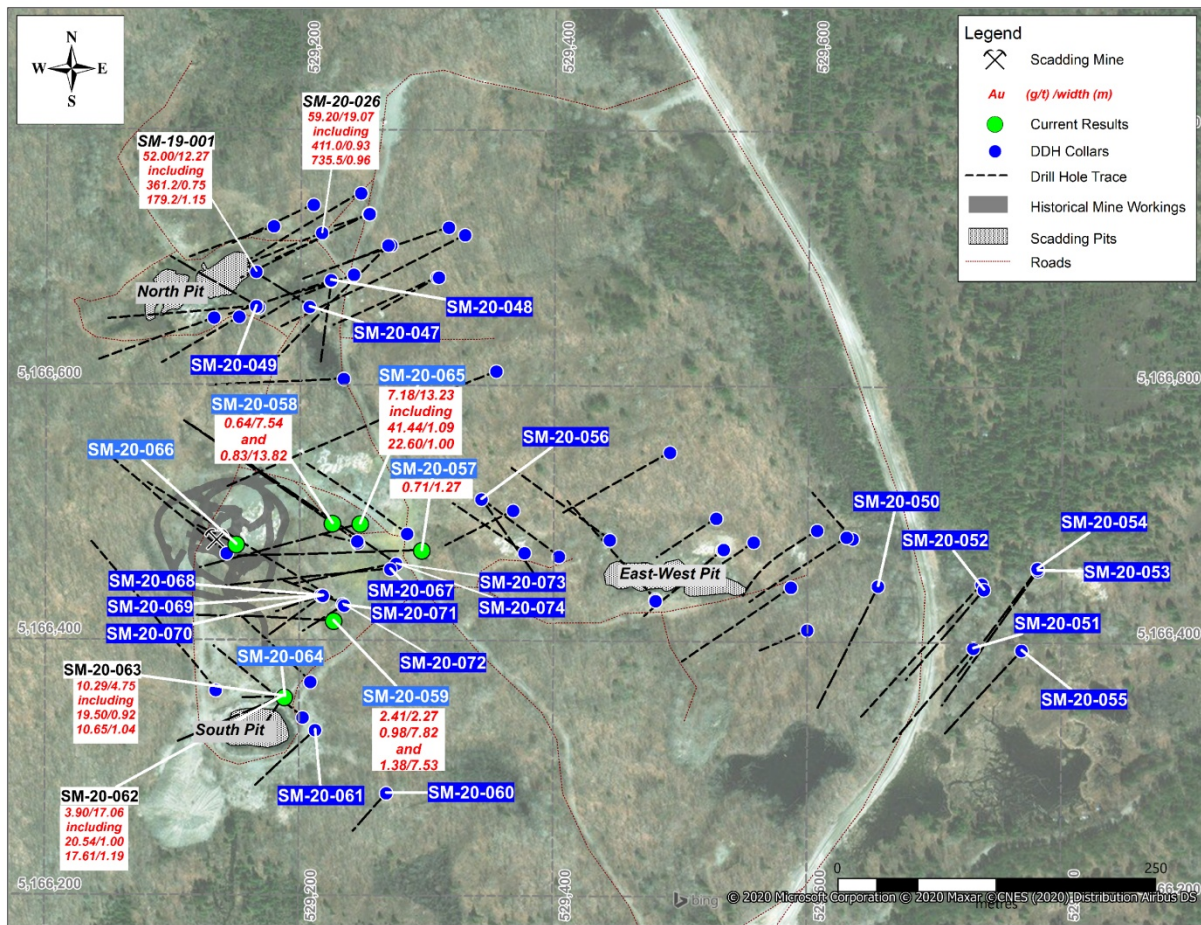 N
W E
S
529,200
529,400
529,600
Legend
Scadding Mine
Au (g/t) /width (m)
Current Results
DDH Collars
Drill Hole Trace
Historical Mine Workings
Scadding Pits
Roads
SM-20-026
59.20/19.07
including
411.0/0.93
735.5/0.96
SM-19-001
52.00/12.27
including
361.2/0.75
179.2/1.15
North Pit
SM-20-048
SM-20-047
SM-20-049
5,166,600
5,166,600
SM-20-065
7.18/13.23
including
41.44/1.09
22.60/1.00
SM-20-058
0.64/7.54
and
0.83/13.82
SM-20-066
SM-20-057
0.71/1.27
SM-20-056
SM-20-050
SM-20-052
SM-20-054
SM-20-053
East-West Pit
SM-20-068
SM-20-069
SM-20-070
SM-20-067
SM-20-073
SM-20-074
SM-20-071
SM-20-072
SM-20-051
SM-20-055
5,166,400
5,166,400
SM-20-064
SM-20-063
10.29/4.75
including
19.50/0.92
10.65/1.04
SM-20-059
2.41/2.27
0.98/7.82
and
1.38/7.53
South Pit
SM-20-062
3.90/17.06
including
20.54/1.00
17.61/1.19
SM-20-061
SM-20-060
0 250
metres
5,166,200
5,166,200
529,200
529,400
bing
© 2020 Microsoft Corporation © 2020 Maxar ©CNES (2020) Distribution Airbus DS